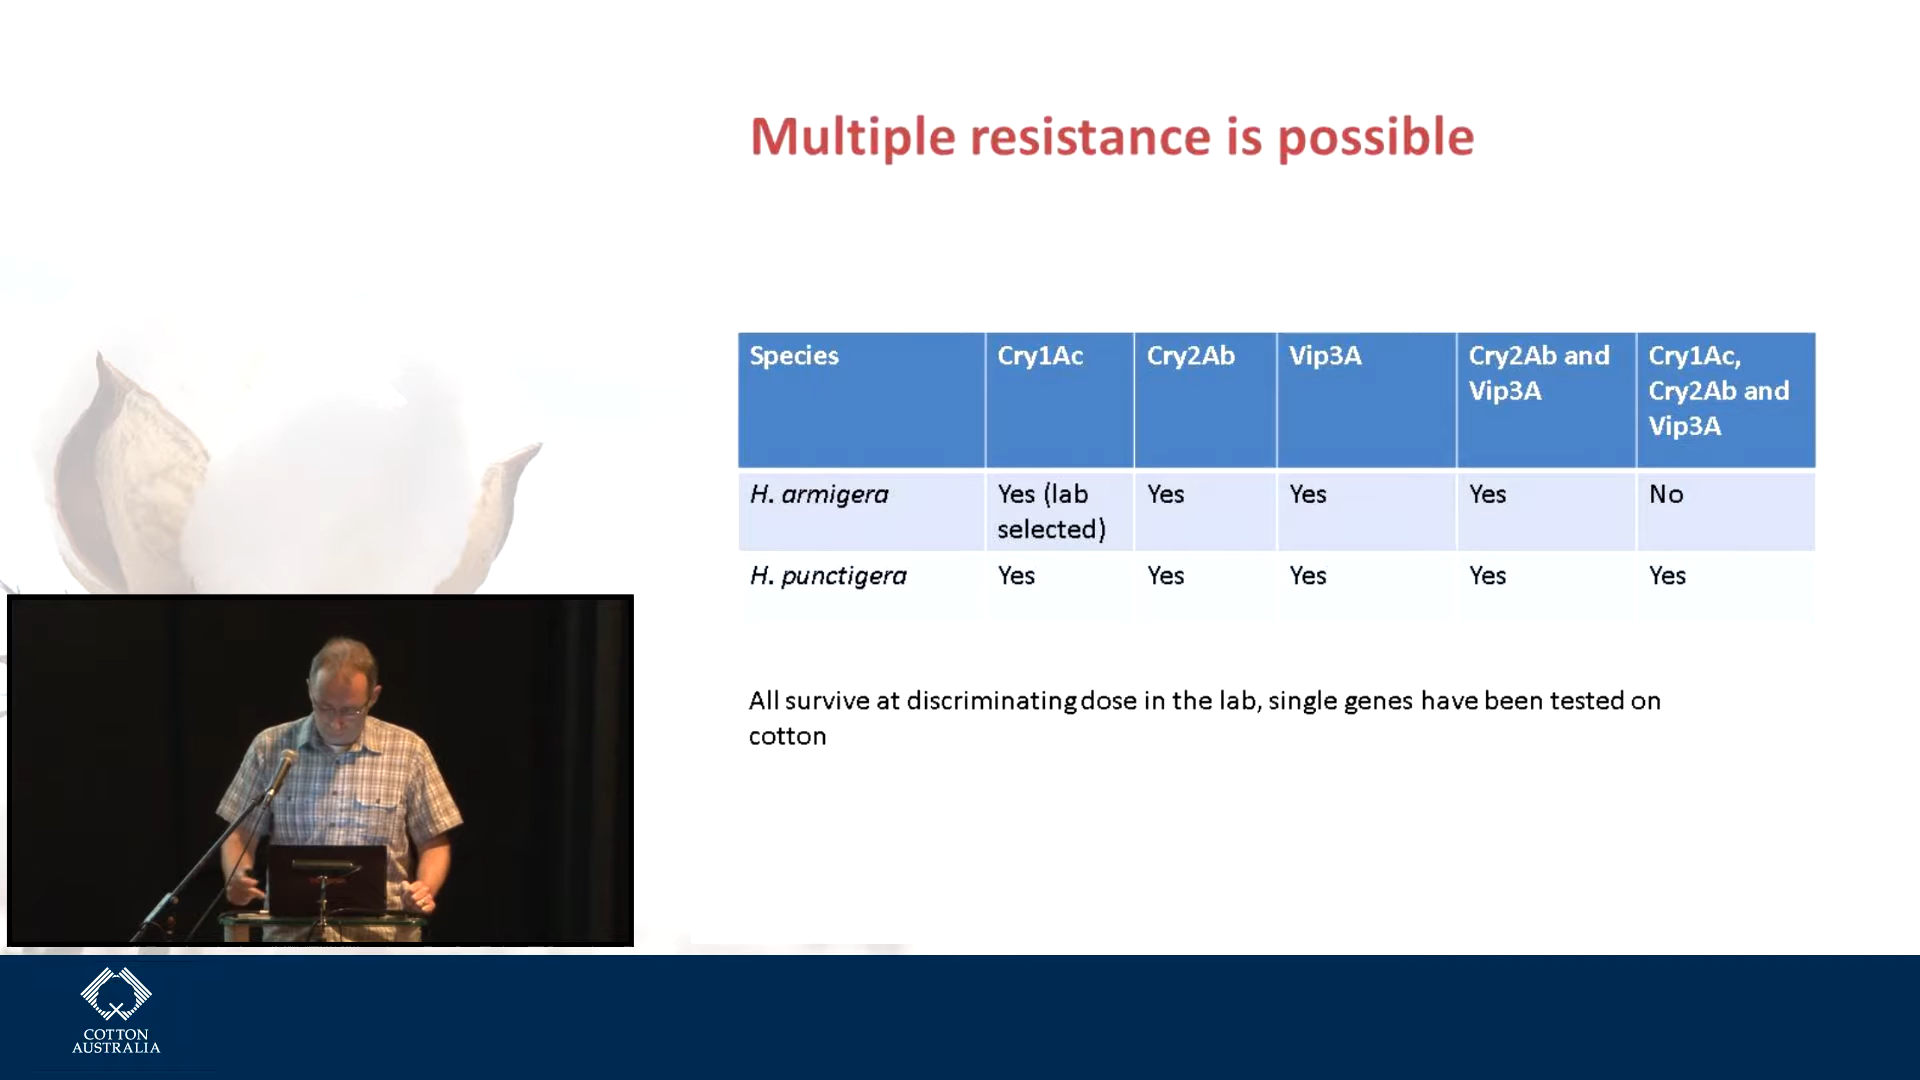 Multiple resistance is possible
Species Cry1Ac Cry2Ab Vip3A Cry2Ab and Vip3A Cry1Ac, Cry2Ab and Vip3A
H. armigera Yes (lab selected) Yes Yes Yes No
H. punctigera Yes Yes Yes Yes Yes
All survive at discriminating dose in the lab, single genes have been tested on
cotton
COTTON
AUSTRALIA